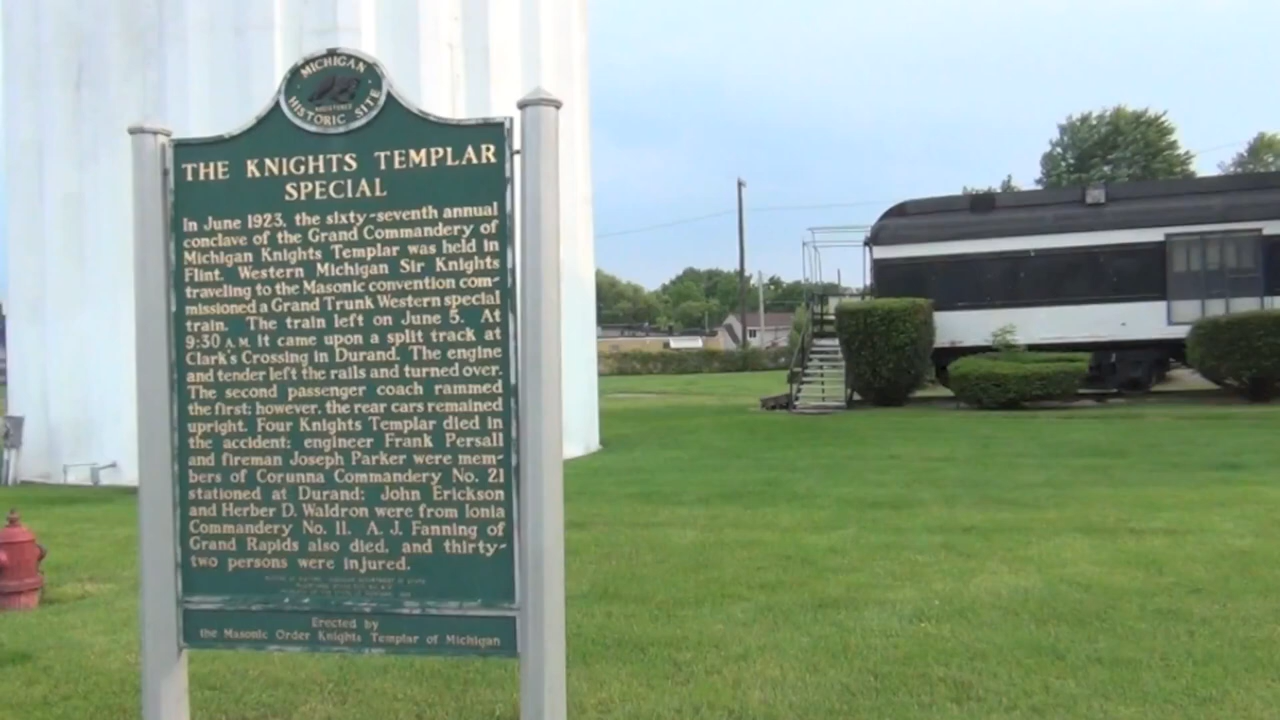 MICHIGAN
REGISTERED
HISTORIC SITE
THE KNIGHTS TEMPLAR
SPECIAL
In June 1923, the sixty-seventh annual
conclave of the Grand Commandery of
Michigan Knights Templar was held in
Flint. Western Michigan Sir Knights
traveling to the Masonic convention com-
missioned a Grand Trunk Western special
train. The train left on June 5. At
9:30 A.M. it came upon a split track at
Clark's Crossing in Durand. The engine
and tender left the rails and turned over.
The second passenger coach rammed
the first; however, the rear cars remained
upright. Four Knights Templar died in
the accident: engineer Frank Persall
and fireman Joseph Parker were mem-
bers of Corunna Commandery No. 21
stationed at Durand; John Erickson
and Herber D. Waldron were from Ionia
Commandery No. 11. A. J. Fanning of
Grand Rapids also died, and thirty-
two persons were injured.
Erected by
the Masonic Order Knights Templar of Michigan